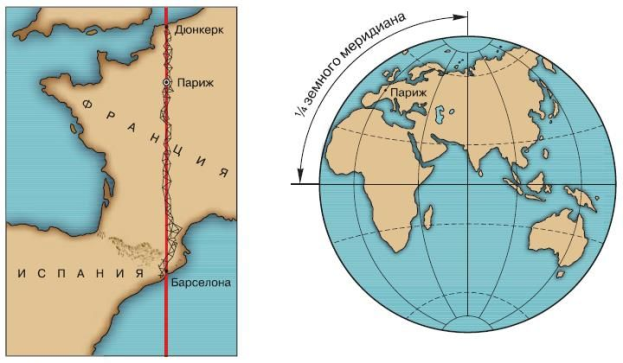 Дюнкерк
Париж
ФРАНЦИЯ
ИСПАНИЯ
Барселона
¼ земного меридиана
Париж